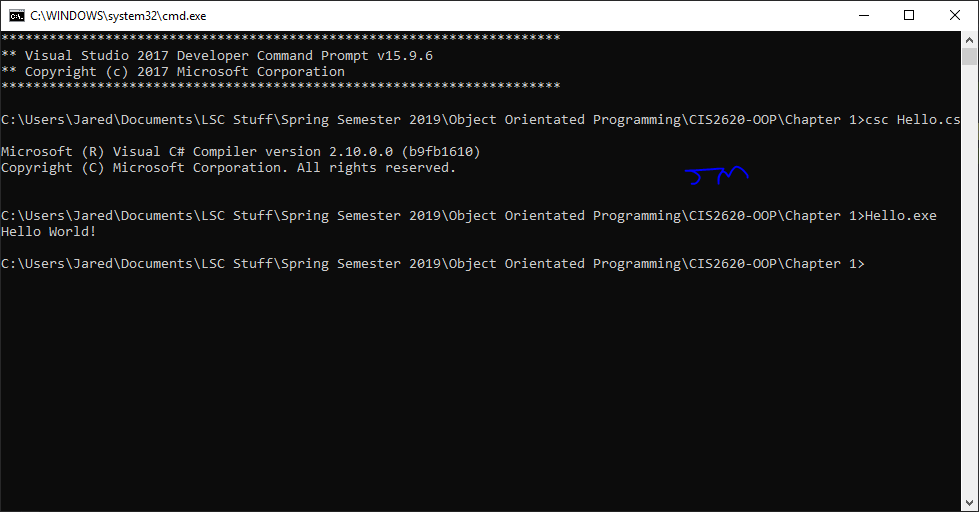 C:\WINDOWS\system32\cmd.exe
**********************************************************************
** Visual Studio 2017 Developer Command Prompt v15.9.6
** Copyright (c) 2017 Microsoft Corporation
**********************************************************************
C:\Users\Jared\Documents\LSC Stuff\Spring Semester 2019\Object Orientated Programming\CIS2620-OOP\Chapter 1>csc Hello.cs
Microsoft (R) Visual C# Compiler version 2.10.0.0 (b9fb1610)
Copyright (C) Microsoft Corporation. All rights reserved.
JM
C:\Users\Jared\Documents\LSC Stuff\Spring Semester 2019\Object Orientated Programming\CIS2620-OOP\Chapter 1>Hello.exe
Hello World!
C:\Users\Jared\Documents\LSC Stuff\Spring Semester 2019\Object Orientated Programming\CIS2620-OOP\Chapter 1>